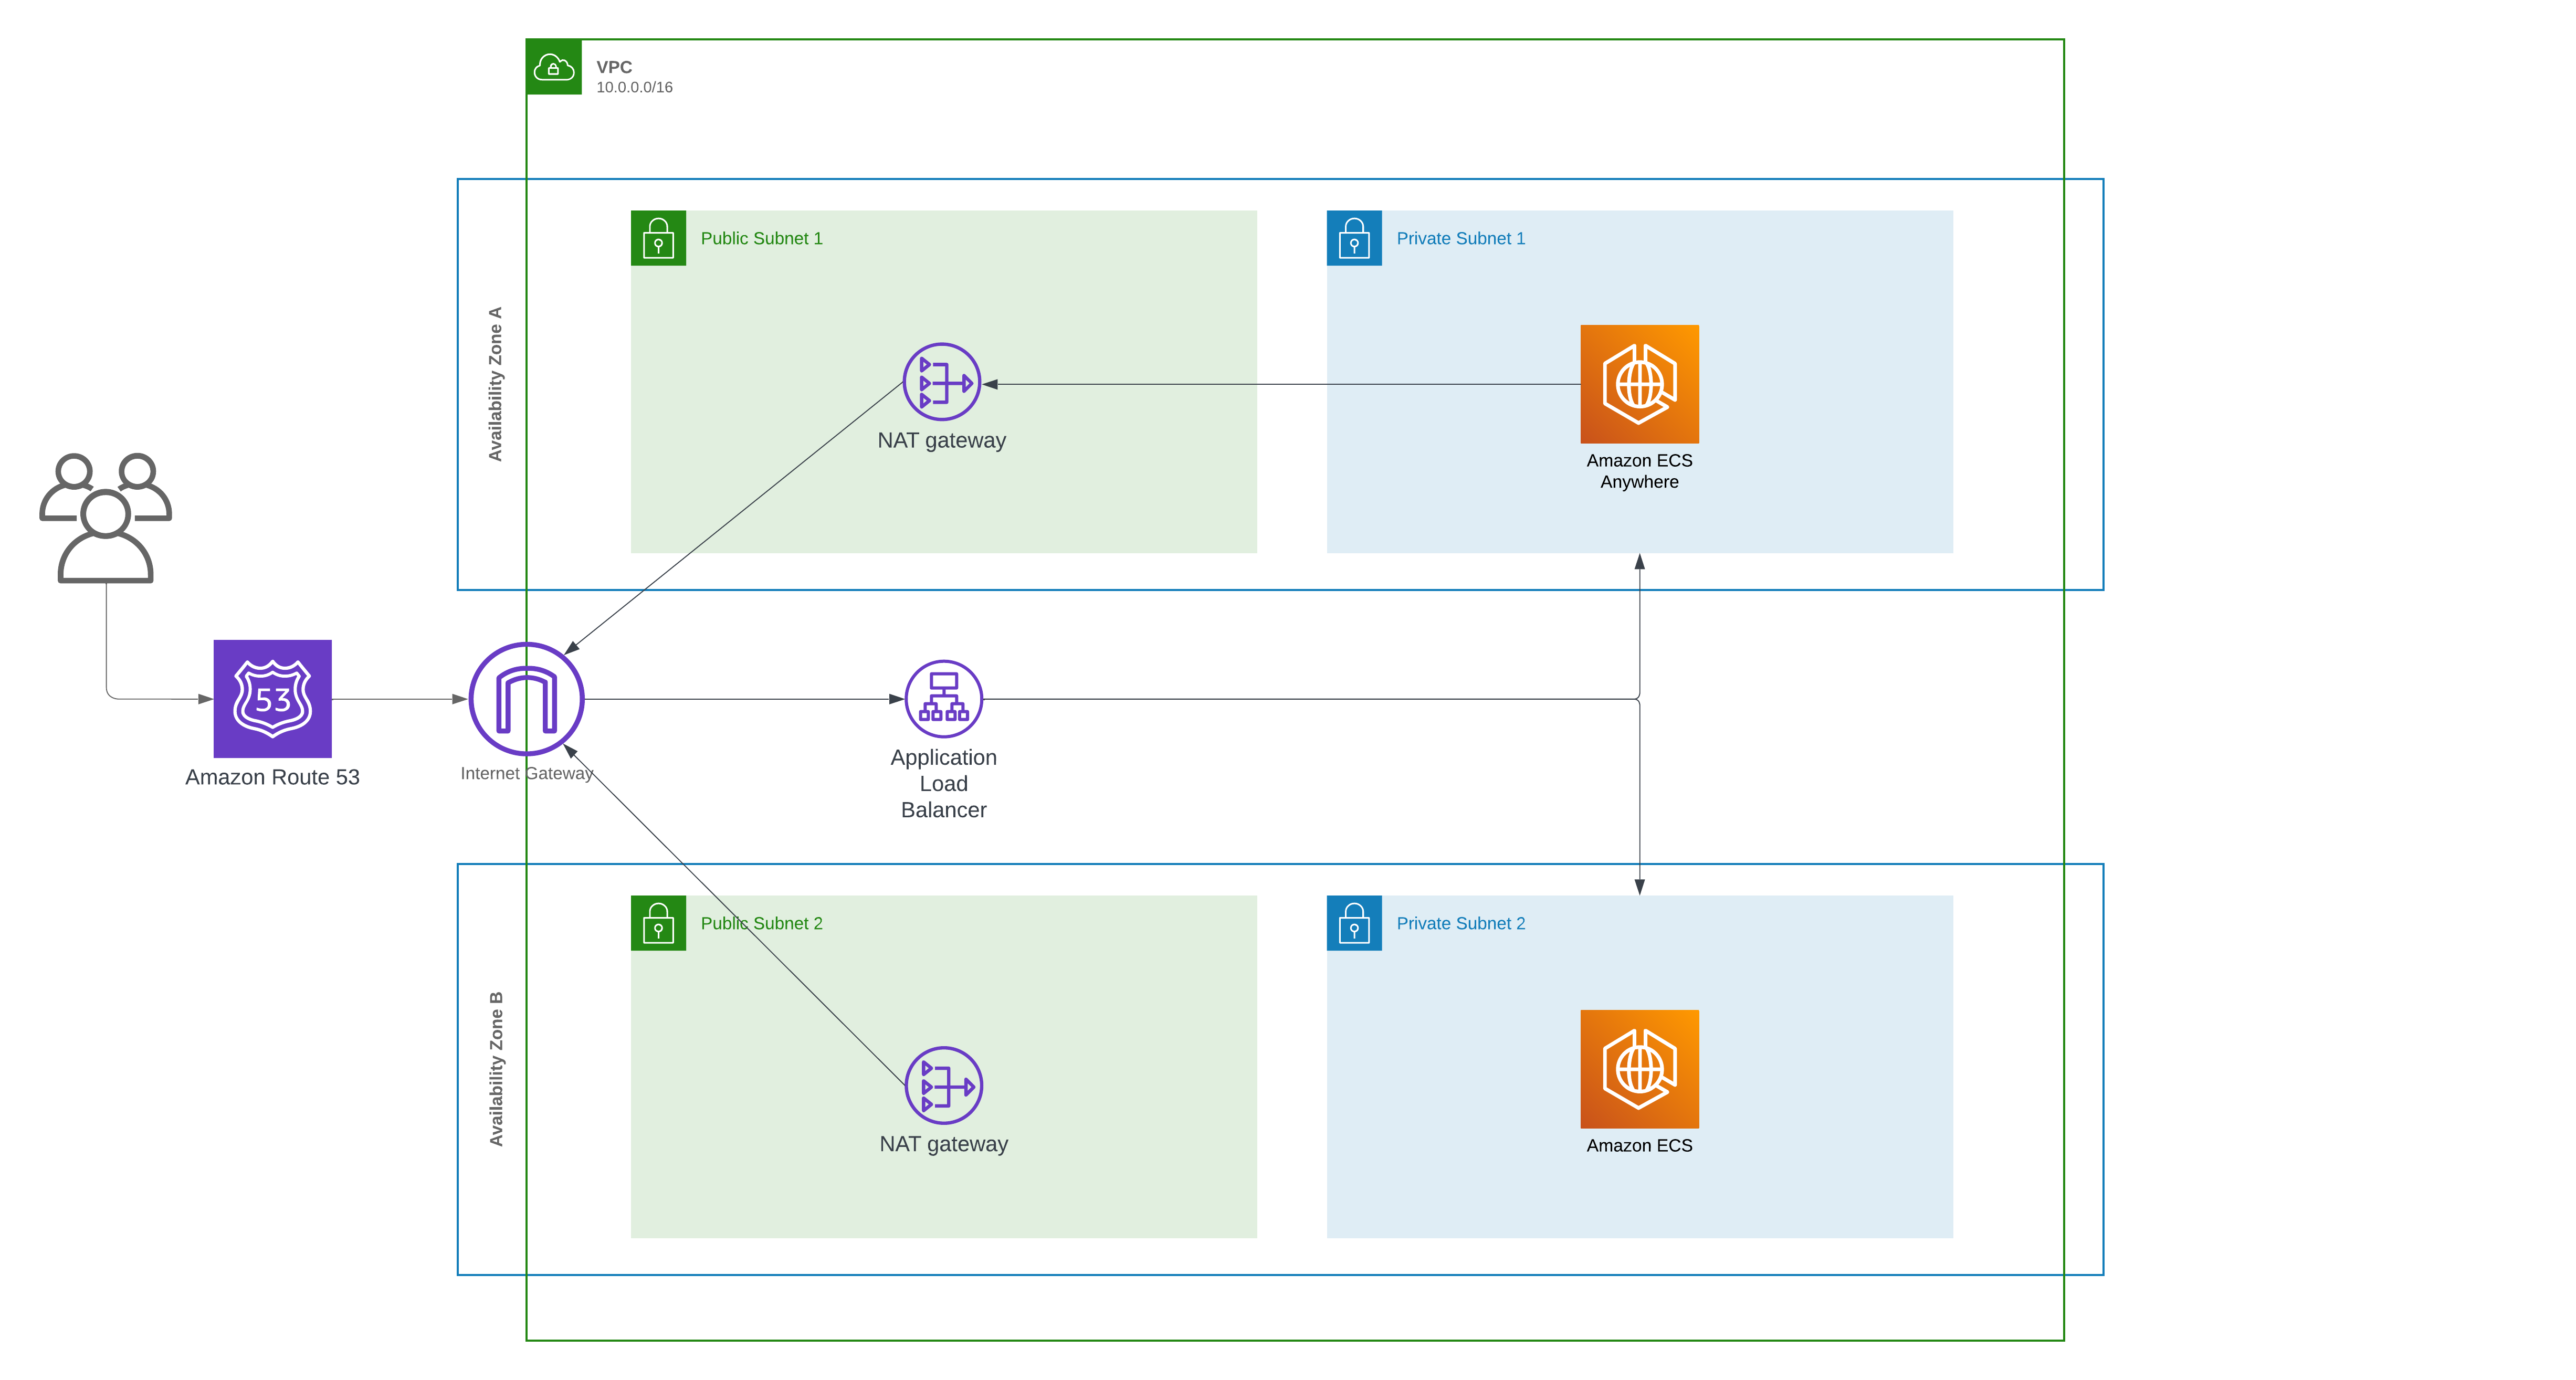 VPC
10.0.0.0/16
Availability Zone A
Public Subnet 1
Private Subnet 1
NAT gateway
Amazon ECS
Anywhere
53
Amazon Route 53
Internet Gateway
Application
Load
Balancer
Availability Zone B
Public Subnet 2
Private Subnet 2
NAT gateway
Amazon ECS